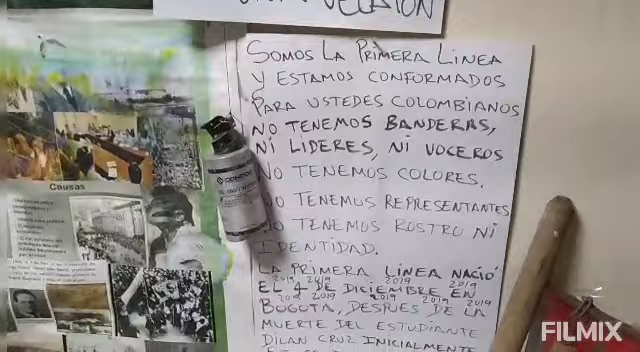 VELATON
SOMOS LA PRIMERA LINEA
Y ESTAMOS CONFORMADOS
PARA USTEDES COLOMBIANOS
NO TENEMOS BANDERAS,
NI LIDERES, NI VOCEROS
NO TENEMOS COLORES.
NO TENEMOS REPRESENTANTES
NO TENEMOS ROSTRO NI
IDENTIDAD.
LA PRIMERA LINEA NACIÓ
2019 2019 2019 2019
EL 4 DE DICIEMBRE EN
2019 2019 2019 2019 2019
BOGOTA, DESPUES DE LA
MUERTE DEL ESTUDIANTE
DILAN CRUZ INICIALMENTE
Causas
FILMIX